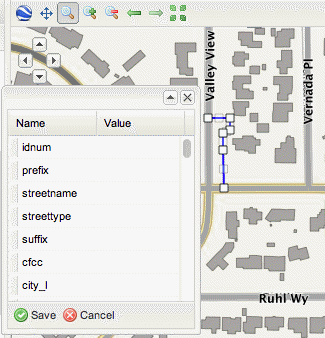 Valley View
Vernada Pl
Name Value
idnum
prefix
streetname
streettype
suffix
cfcc
city_l
Save Cancel
Ruhl Wy